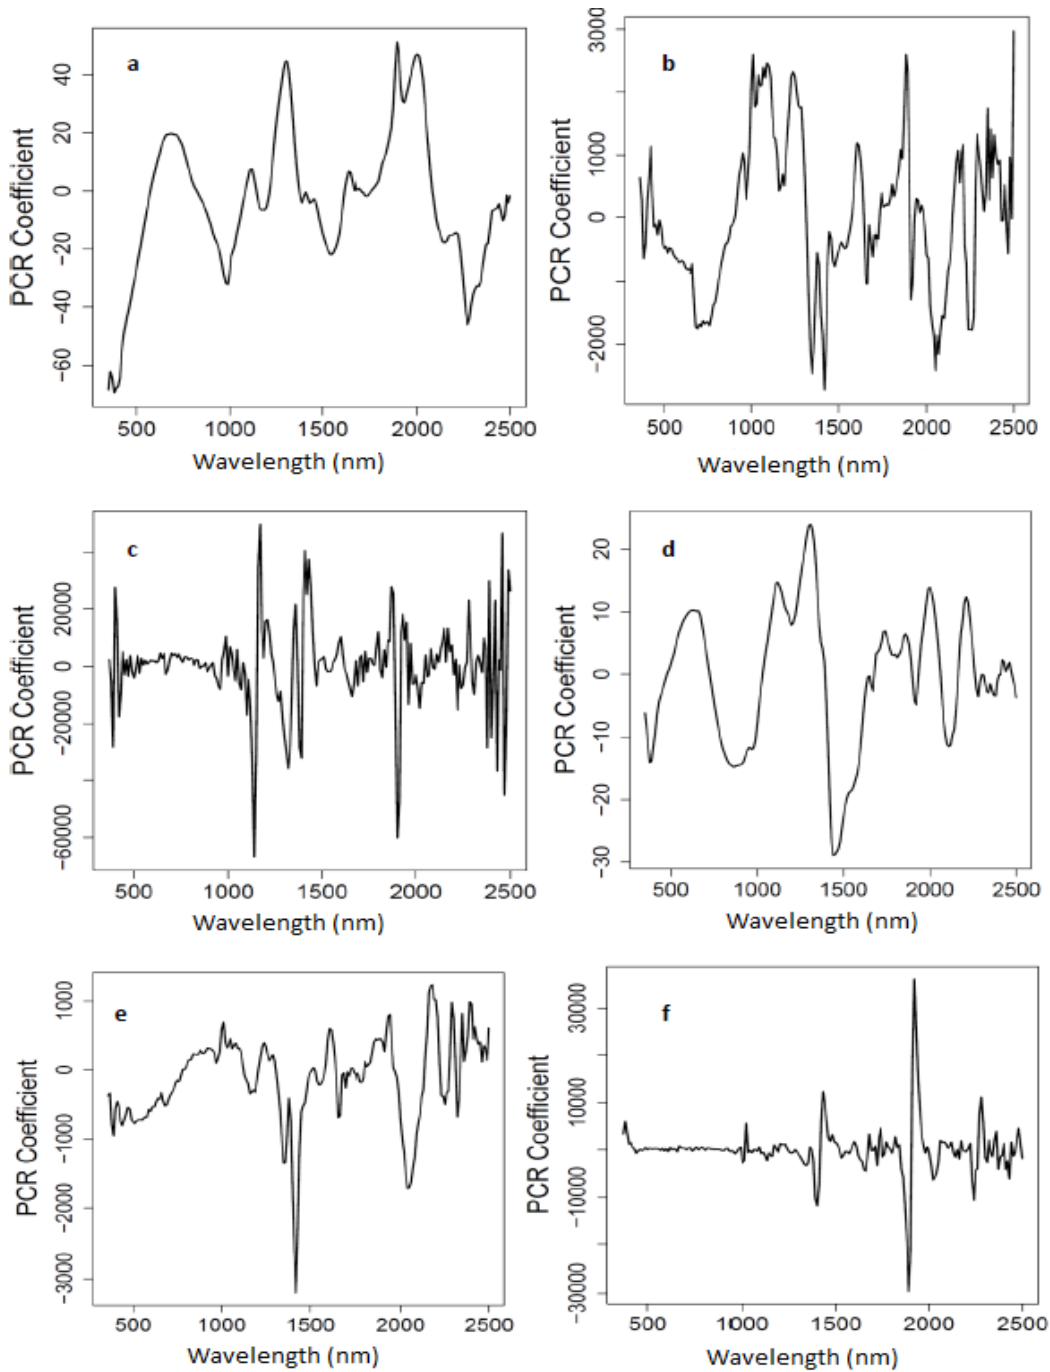 a
PCR Coefficient
40
20
0
−20
−40
−60
500 1000 1500 2000 2500
Wavelength (nm)
b
PCR Coefficient
3000
1000
0
−2000
500 1000 1500 2000 2500
Wavelength (nm)
c
PCR Coefficient
20000
0
−20000
−60000
500 1000 1500 2000 2500
Wavelength (nm)
d
PCR Coefficient
20
10
0
−10
−20
−30
500 1000 1500 2000 2500
Wavelength (nm)
e
PCR Coefficient
1000
0
−1000
−2000
−3000
500 1000 1500 2000 2500
Wavelength (nm)
f
PCR Coefficient
30000
10000
−10000
−30000
500 1000 1500 2000 2500
Wavelength (nm)